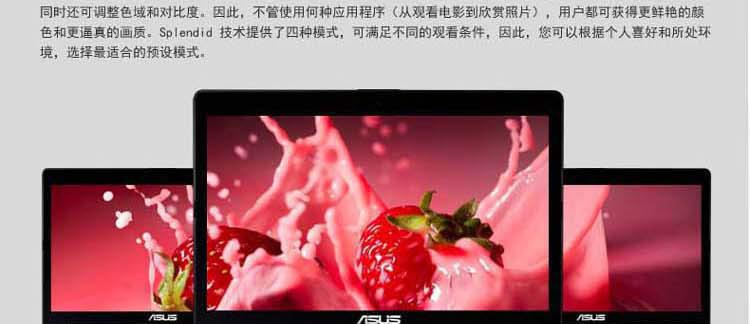 同时还可调整色域和对比度。因此，不管使用何种应用程序（从观看电影到欣赏照片），用户都可获得更鲜艳的颜
色和更逼真的画质。Splendid 技术提供了四种模式，可满足不同的观看条件，因此，您可以根据个人喜好和所处环
境，选择最适合的预设模式。
ASUS
ASUS
ASUS